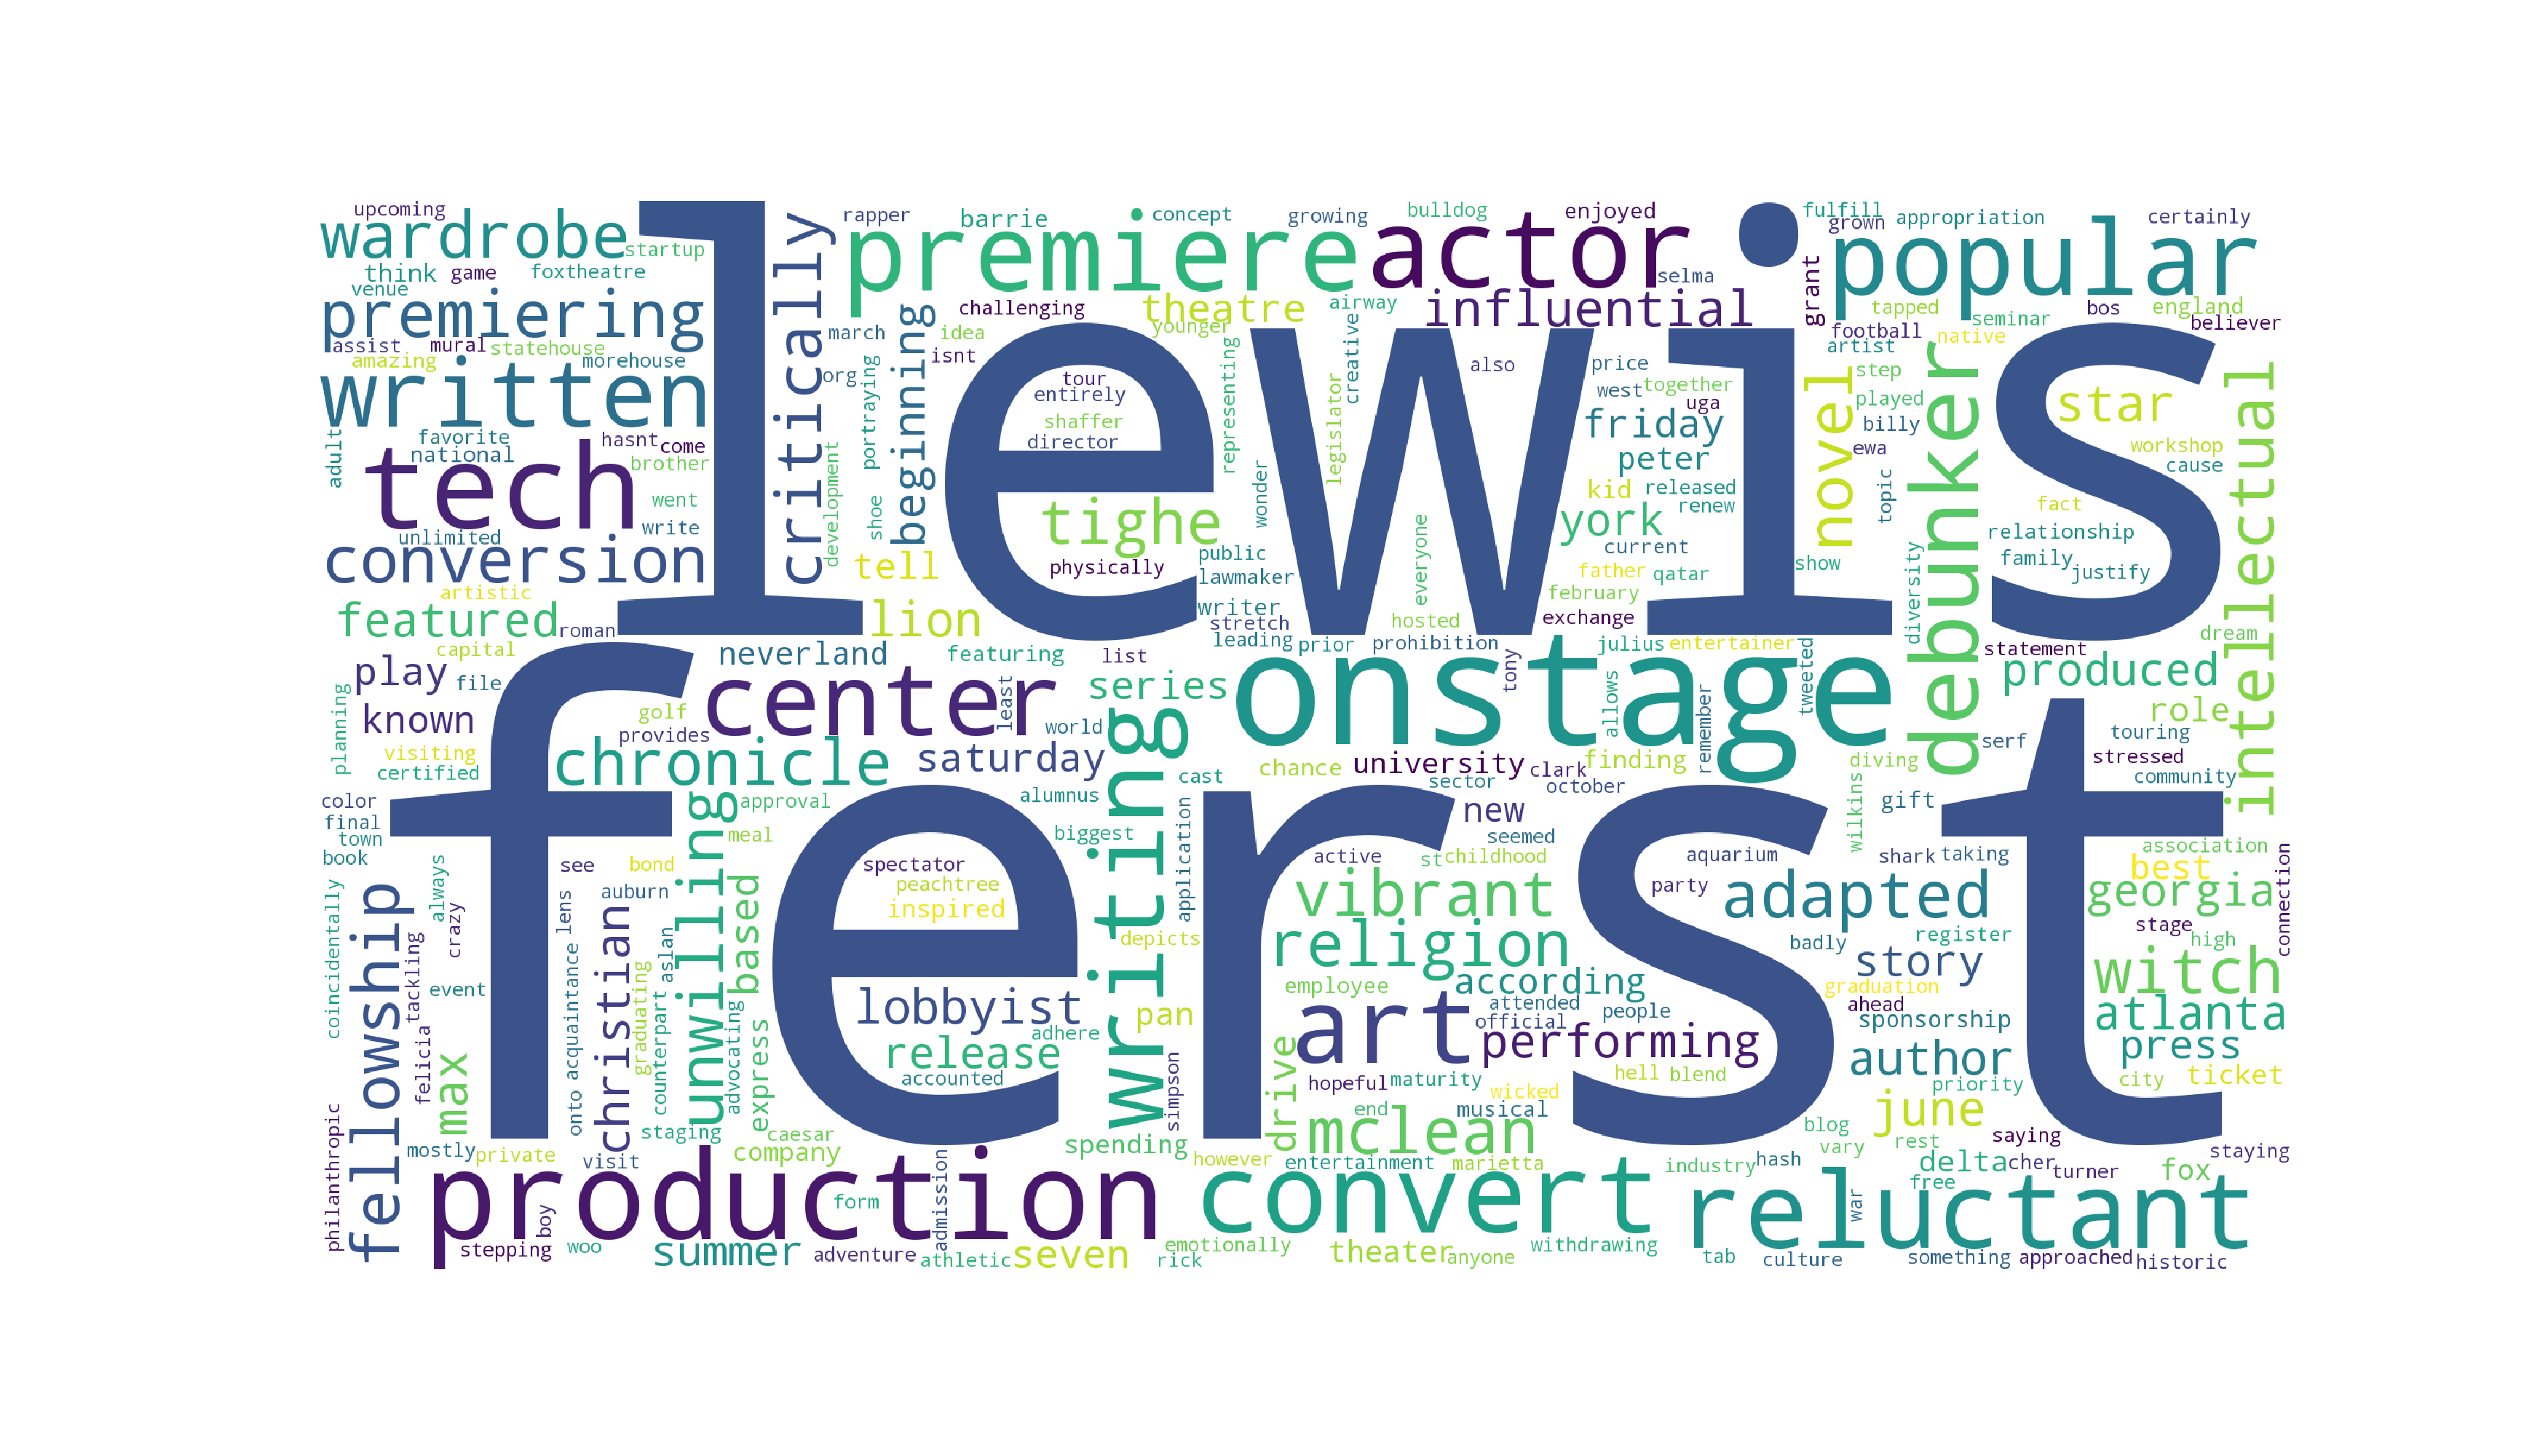 lewis
ferst
upcoming
wardrobe
startup
think
game
foxtheatre
venue
premiering
assist
mural
statehouse
amazing
morehouse
written
critically
rapper
barrie
concept
growing
bulldog
enjoyed
premiere
actor
selma
influential
fulfill
grown
appropriation
certainly
popular
grant
tapped
seminar
bos
england
believer
football
native
artist
challenging
theatre
airway
younger
march
idea
isnt
beginning
org
portraying
tour
entirely
shaffer
director
representing
creative
legislator
also
price
west
together
uga
friday
novel
step
played
billy
ewa
debunker
star
workshop
cause
intellectual
adult
favorite
national
hasnt
come
brother
tech
went
write
unlimited
conversion
artistic
development
shoe
tighe
physically
tell
wonder
public
lawmaker
everyone
peter
kid
released
renew
york
current
father
qatar
february
show
topic
diversity
fact
relationship
family
justify
featured
roman
lion
writer
stretch
leading
prior
prohibition
hosted
exchange
julius
entertainer
dream
statement
capital
play
file
neverland
featuring
list
center
series
onstage
tony
tweeted
produced
role
known
golf
provides
least
world
planning
visiting
certified
chronicle
saturday
writing
cast
chance
university
clark
october
finding
allows
remember
diving
serf
touring
stressed
community
color
final
town
book
unwilling
approval
meal
alumnus
biggest
application
sector
new
seemed
wilkins
gift
see
bond
auburn
spectator
peachtree
inspired
active
st
childhood
aquarium
party
shark
taking
association
best
georgia
connection
coincidentally
fellowship
always
crazy
tackling
event
felicia
lens
onto
acquaintance
christian
graduating
counterpart
aslan
based
advocating
express
lobbyist
release
accounted
adhere
depicts
pan
vibrant
religion
employee
according
attended
official
people
adapted
badly
register
story
graduation
ahead
sponsorship
stage
high
witch
atlanta
press
city
ticket
author
priority
max
art
performing
hopeful
maturity
wicked
hell
blend
drive
simpson
mclean
end
musical
june
blog
vary
rest
saying
philanthropic
mostly
private
visit
staging
caesar
company
spending
however
entertainment
marietta
industry
hash
delta
cher
turner
fox
staying
free
production
convert
reluctant
war
boy
form
admission
stepping
woo
summer
adventure
athletic
seven
rick
emotionally
theater
anyone
withdrawing
tab
culture
something
approached
historic